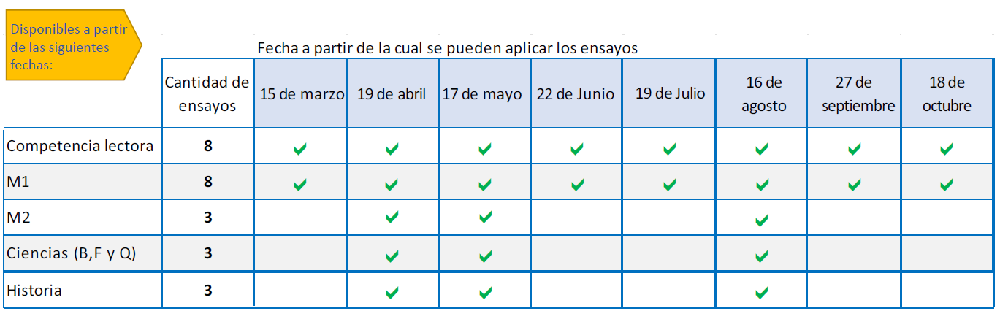 Disponibles a partir
de las siguientes
fechas:
Fecha a partir de la cual se pueden aplicar los ensayos
Cantidad de
ensayos
15 de marzo
19 de abril
17 de mayo
22 de Junio
19 de Julio
16 de
agosto
27 de
septiembre
18 de
octubre
Competencia lectora 8 ✓ ✓ ✓ ✓ ✓ ✓ ✓ ✓
M1 8 ✓ ✓ ✓ ✓ ✓ ✓ ✓ ✓
M2 3 ✓ ✓ ✓
Ciencias (B,F y Q) 3 ✓ ✓ ✓
Historia 3 ✓ ✓ ✓